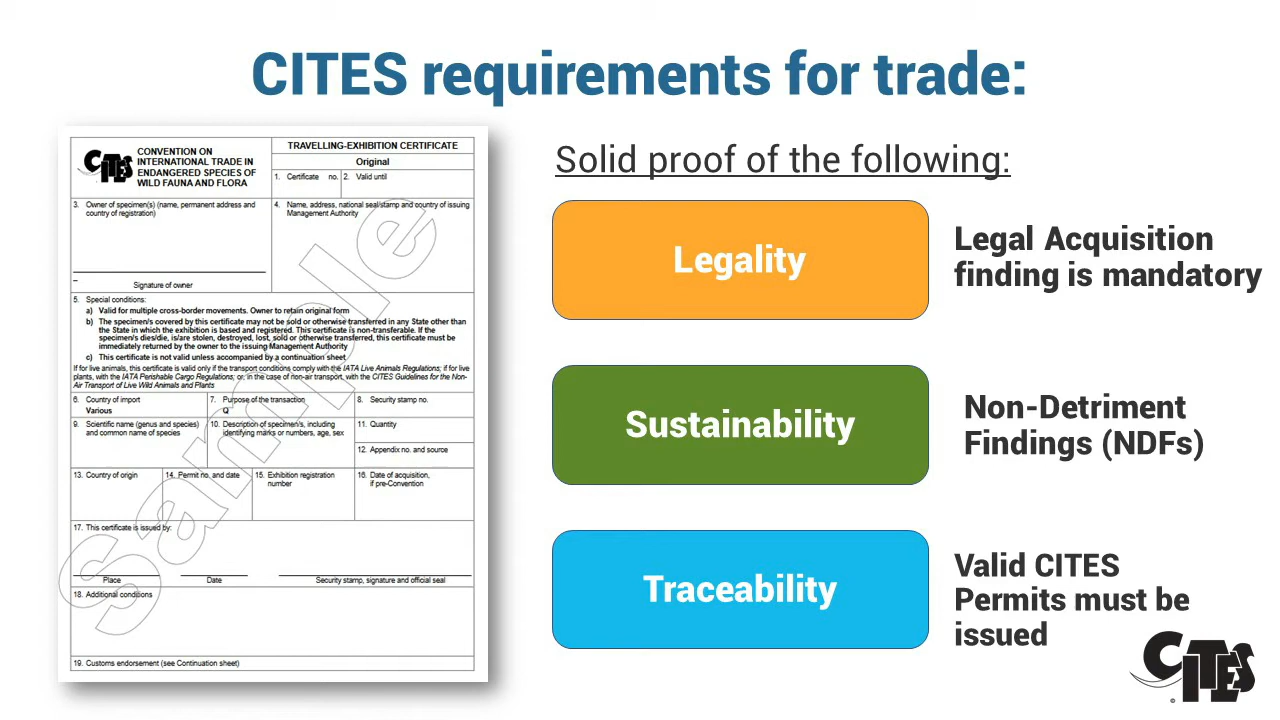 CITES requirements for trade:
CITES
CONVENTION ON
INTERNATIONAL TRADE IN
ENDANGERED SPECIES OF
WILD FAUNA AND FLORA
TRAVELLING-EXHIBITION CERTIFICATE
Original
1. Certificate no.
2. Valid until
3. Owner of specimen(s) (name, permanent address and
country of registration)
Signature of owner
4. Name, address, national seal/stamp and country of issuing
Management Authority
5. Special conditions:
a) Valid for multiple cross-border movements. Owner to retain original form
b) The specimen/s covered by this certificate may not be sold or otherwise transferred in any State other than
the State in which the exhibition is based and registered. This certificate is non-transferable. If the
specimen/s dies/die, is/are stolen, destroyed, lost, sold or otherwise transferred, this certificate must be
immediately returned by the owner to the issuing Management Authority
c) This certificate is not valid unless accompanied by a continuation sheet
If for live animals, this certificate is valid only if the transport conditions comply with the IATA Live Animals Regulations; if for live
plants, with the IATA Perishable Cargo Regulations; or, in the case of non-air transport, with the CITES Guidelines for the Non-
Air Transport of Live Wild Animals and Plants
6. Country of import
Various
7. Purpose of the transaction
Q
8. Security stamp no.
9. Scientific name (genus and species)
and common name of species
10. Description of specimen/s, including
identifying marks or numbers, age, sex
11. Quantity
12. Appendix no. and source
13. Country of origin
14. Permit no. and date
15. Exhibition registration
number
16. Date of acquisition,
if pre-Convention
17. This certificate is issued by:
Place
Date
Security stamp, signature and official seal
18. Additional conditions
19. Customs endorsement (see Continuation sheet)
Sample
Solid proof of the following:
Legality
Legal Acquisition
finding is mandatory
Sustainability
Non-Detriment
Findings (NDFs)
Traceability
Valid CITES
Permits must be
issued
CITES
®